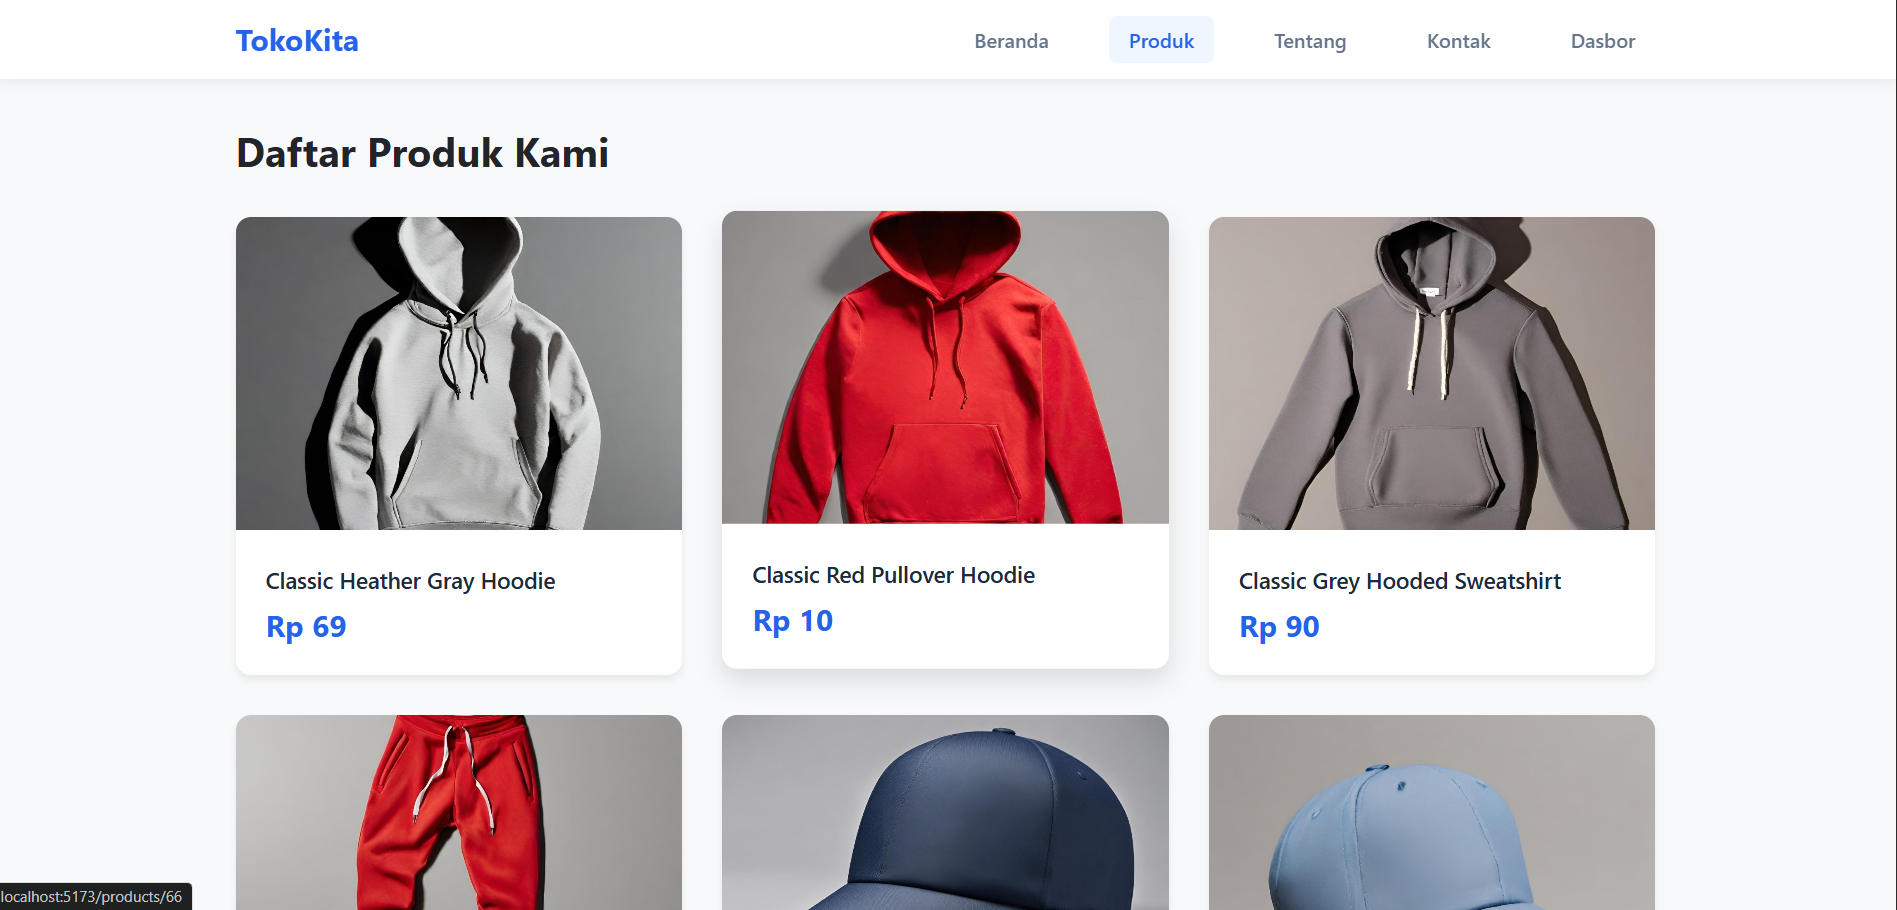 TokoKita
Beranda
Produk
Tentang
Kontak
Dasbor
Daftar Produk Kami
Classic Heather Gray Hoodie
Rp 69
Classic Red Pullover Hoodie
Rp 10
Classic Grey Hooded Sweatshirt
Rp 90
localhost:5173/products/66